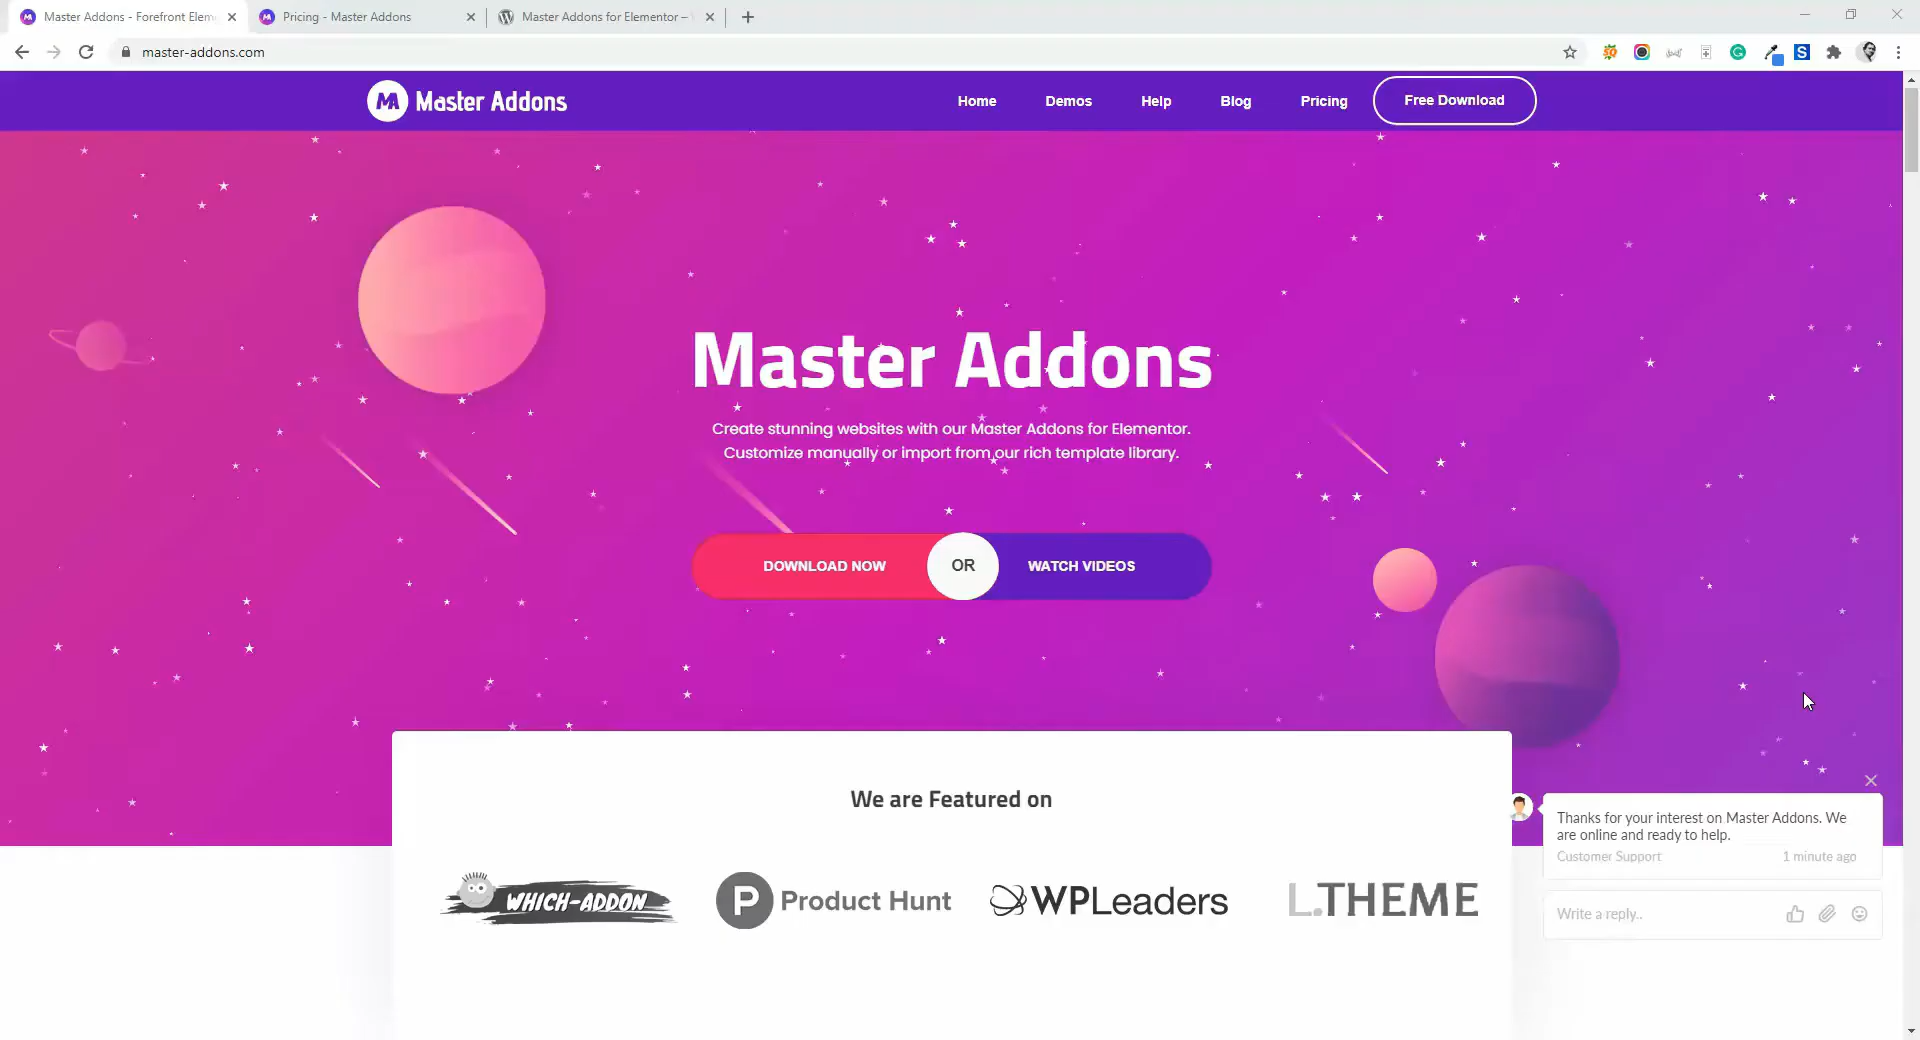 Master Addons - Forefront Elem
Pricing - Master Addons
Master Addons for Elementor –
master-addons.com
MA Master Addons
Home
Demos
Help
Blog
Pricing
Free Download
Master Addons
Create stunning websites with our Master Addons for Elementor.
Customize manually or import from our rich template library.
DOWNLOAD NOW
OR
WATCH VIDEOS
We are Featured on
WHICH-ADDON
P Product Hunt
WPLeaders
L.THEME
Thanks for your interest on Master Addons. We
are online and ready to help.
Customer Support
1 minute ago
Write a reply..